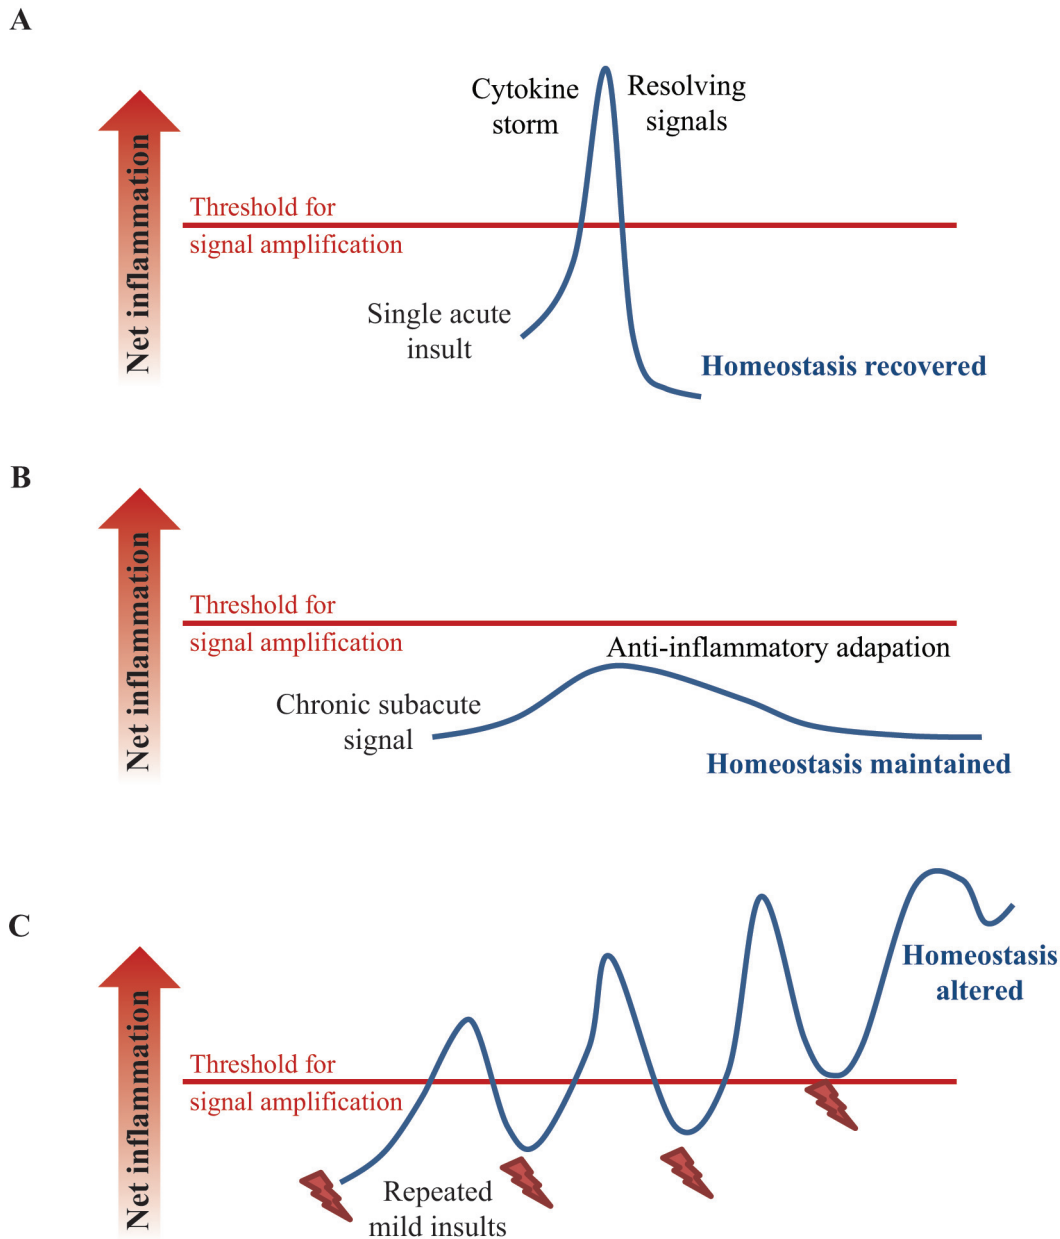 A
Net inflammation
Cytokine
storm
Resolving
signals
Threshold for
signal amplification
Single acute
insult
Homeostasis recovered
B
Net inflammation
Threshold for
signal amplification
Anti-inflammatory adapation
Chronic subacute
signal
Homeostasis maintained
C
Net inflammation
Homeostasis
altered
Threshold for
signal amplification
Repeated
mild insults